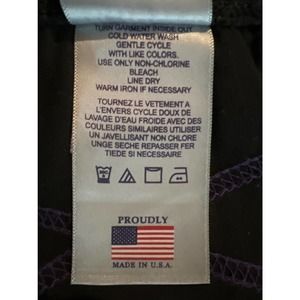 TURN GARMENT INSIDE OUT
COLD WATER WASH
GENTLE CYCLE
WITH LIKE COLORS.
USE ONLY NON-CHLORINE
BLEACH
LINE DRY
WARM IRON IF NECESSARY
TOURNEZ LE VETEMENT A
L'ENVERS CYCLE DOUX DE
LAVAGE D'EAU FROIDE AVEC DES
COULEURS SIMILAIRES UTILISER
UN JAVELLISANT NON CHLORE
UNGE SECHE REPASSER FER
TIEDE SI NECESSAIRE
PROUDLY
MADE IN U.S.A.